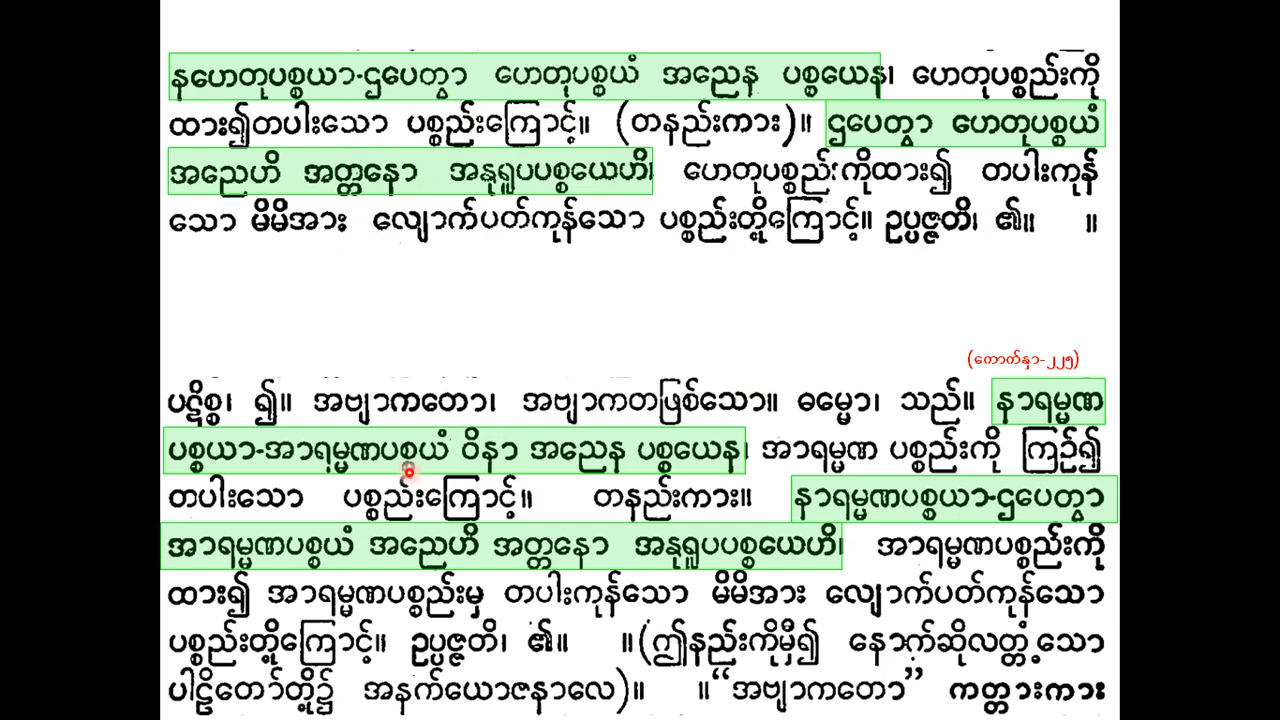 နဟေတုပစ္စယာ-ဌပေတွာ ဟေတုပစ္စယံ အညေန ပစ္စယေန၊ ဟေတုပစ္စည်းကို
ထား၍တပါးသော ပစ္စည်းကြောင့်။ (တနည်းကား)။ ဌပေတွာ ဟေတုပစ္စယံ
အညေဟိ အတ္တနော အနုရူပပစ္စယေဟိ၊ ဟေတုပစ္စည်းကိုထား၍ တပါးကုန်
သော မိမိအား လျောက်ပတ်ကုန်သော ပစ္စည်းတို့ကြောင့်။ ဥပ္ပဇ္ဇတိ၊ ၏။ ။
(ကောက်နှာ-၂၂၅)
ပဋိစ္စ၊ ၍။ အဗျာကတော၊ အဗျာကတဖြစ်သော။ ဓမ္မော၊ သည်။ နာရမ္မဏ
ပစ္စယာ-အာရမ္မဏပစ္စယံ ဝိနာ အညေန ပစ္စယေန၊ အာရမ္မဏ ပစ္စည်းကို ကြဉ်၍
တပါးသော ပစ္စည်းကြောင့်။ တနည်းကား။ နာရမ္မဏပစ္စယာ-ဌပေတွာ
အာရမ္မဏပစ္စယံ အညေဟိ အတ္တနော အနုရူပပစ္စယေဟိ၊ အာရမ္မဏပစ္စည်းကို
ထား၍ အာရမ္မဏပစ္စည်းမှ တပါးကုန်သော မိမိအား လျောက်ပတ်ကုန်သော
ပစ္စည်းတို့ကြောင့်။ ဥပ္ပဇ္ဇတိ၊ ၏။ ။(ဤနည်းကိုမှီ၍ နောက်ဆိုလတ္တံ့သော
ပါဠိတော်တို့၌ အနက်ယောဇနာလေ)။ ။“အဗျာကတော” ကတ္တားကား